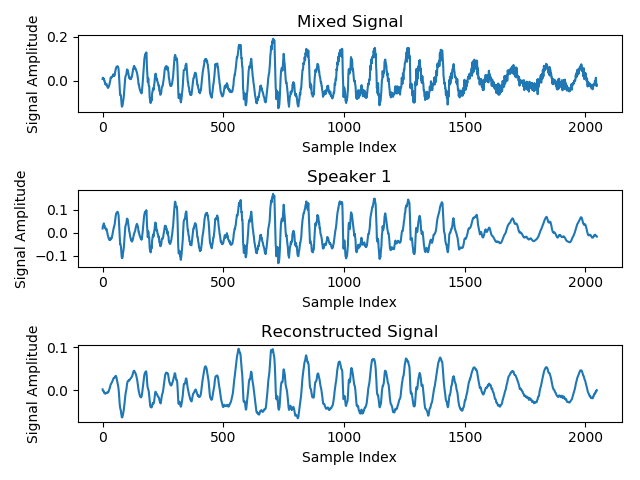 Mixed Signal
Signal Amplitude
0.2
0.0
0 500 1000 1500 2000
Sample Index
Speaker 1
Signal Amplitude
0.1
0.0
−0.1
0 500 1000 1500 2000
Sample Index
Reconstructed Signal
Signal Amplitude
0.1
0.0
0 500 1000 1500 2000
Sample Index